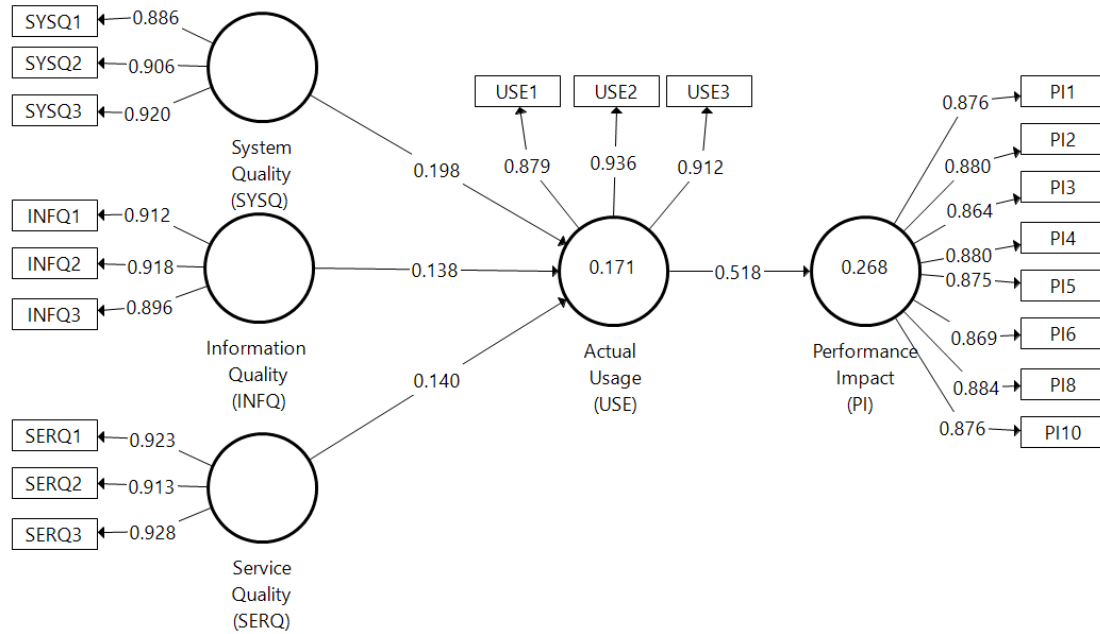 SYSQ1
0.886
SYSQ2
0.906
SYSQ3
0.920
System
Quality
(SYSQ)
INFQ1
0.912
INFQ2
0.918
INFQ3
0.896
Information
Quality
(INFQ)
SERQ1
0.923
SERQ2
0.913
SERQ3
0.928
Service
Quality
(SERQ)
0.198
0.138
0.140
USE1
USE2
USE3
0.879
0.936
0.912
0.171
Actual
Usage
(USE)
0.518
0.268
Performance
Impact
(PI)
0.876
PI1
0.880
PI2
0.864
PI3
0.880
PI4
0.875
PI5
0.869
PI6
0.884
PI8
0.876
PI10